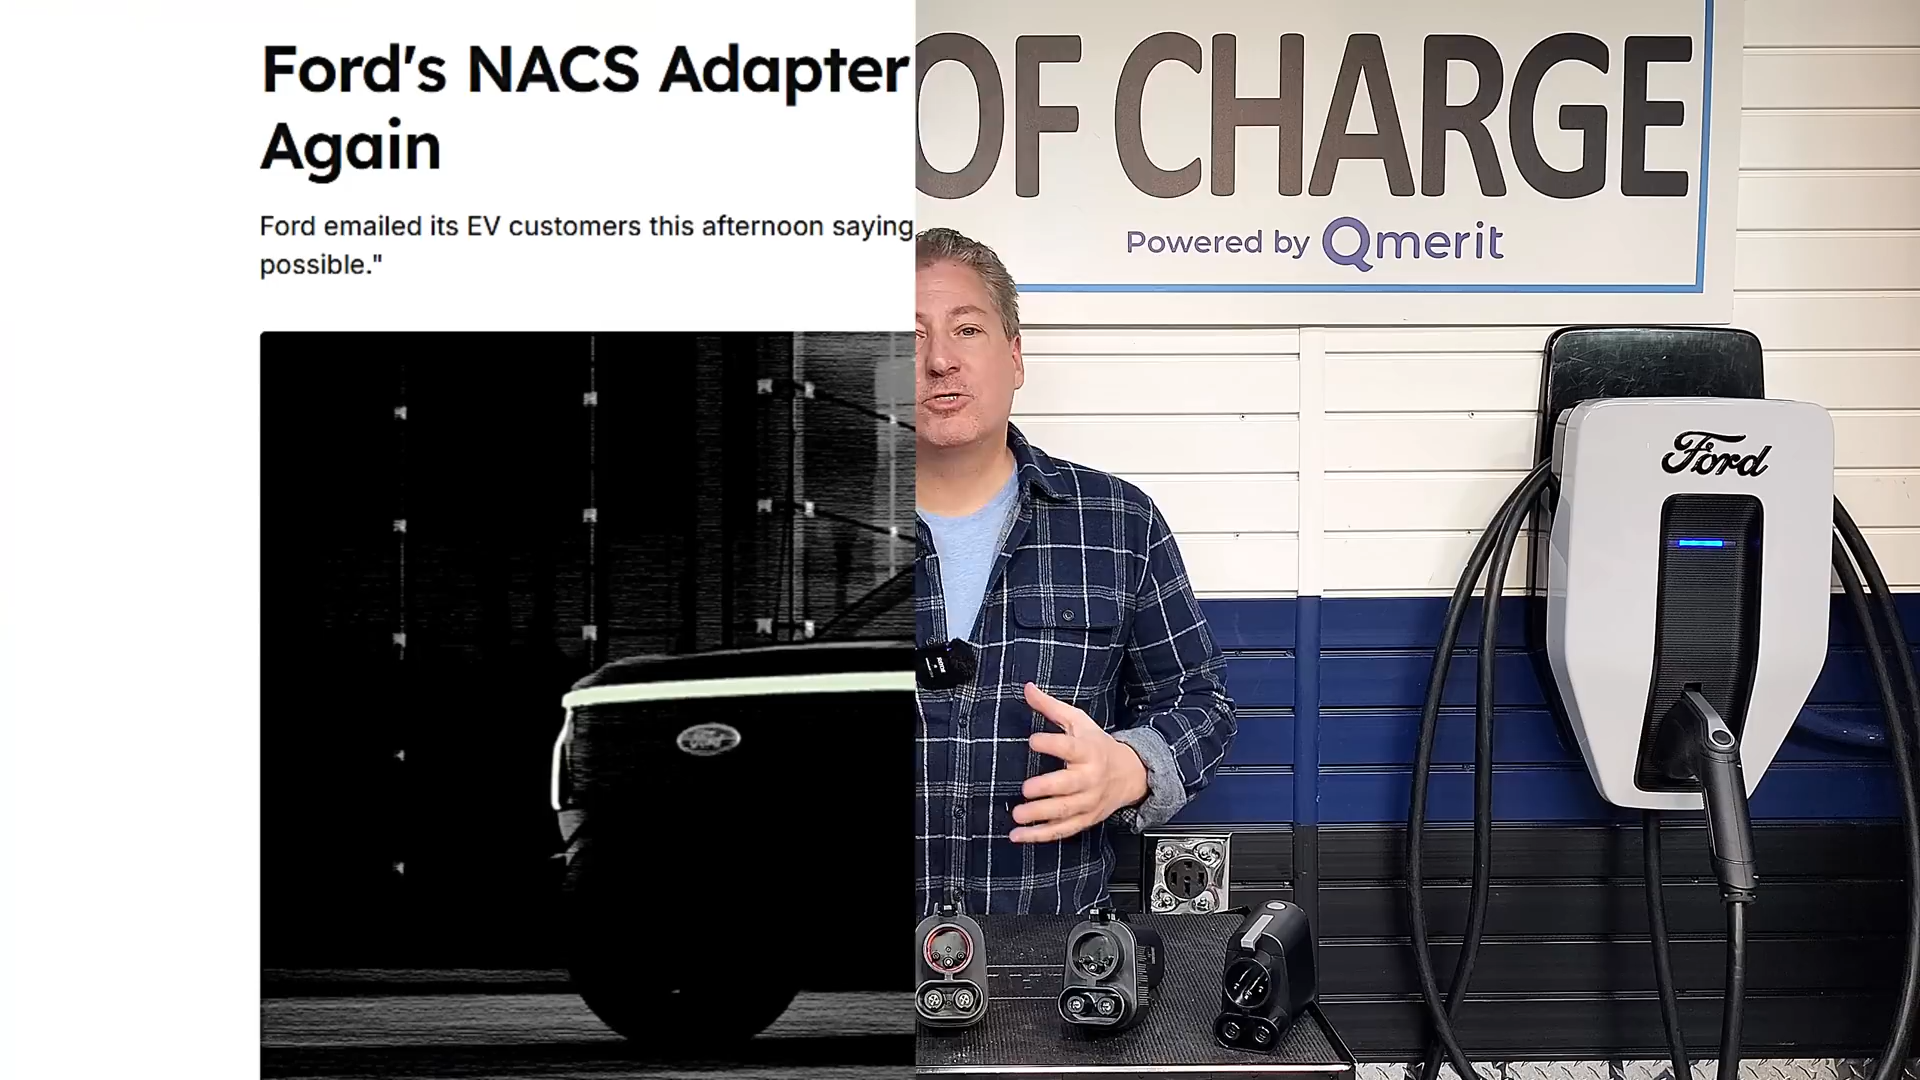 Ford's NACS Adapter
Again
Ford emailed its EV customers this afternoon saying
possible."
Ford
OF CHARGE
Powered by Qmerit
Ford